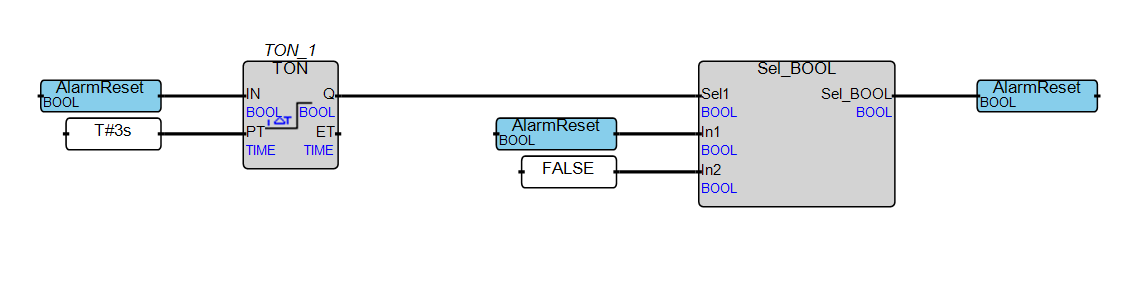 TON_1
TON
AlarmReset
BOOL
IN
BOOL
Q
BOOL
T#3s
PT
TIME
ET
TIME
Sel_BOOL
Sel1
BOOL
Sel_BOOL
BOOL
AlarmReset
BOOL
In1
BOOL
FALSE
In2
BOOL
AlarmReset
BOOL